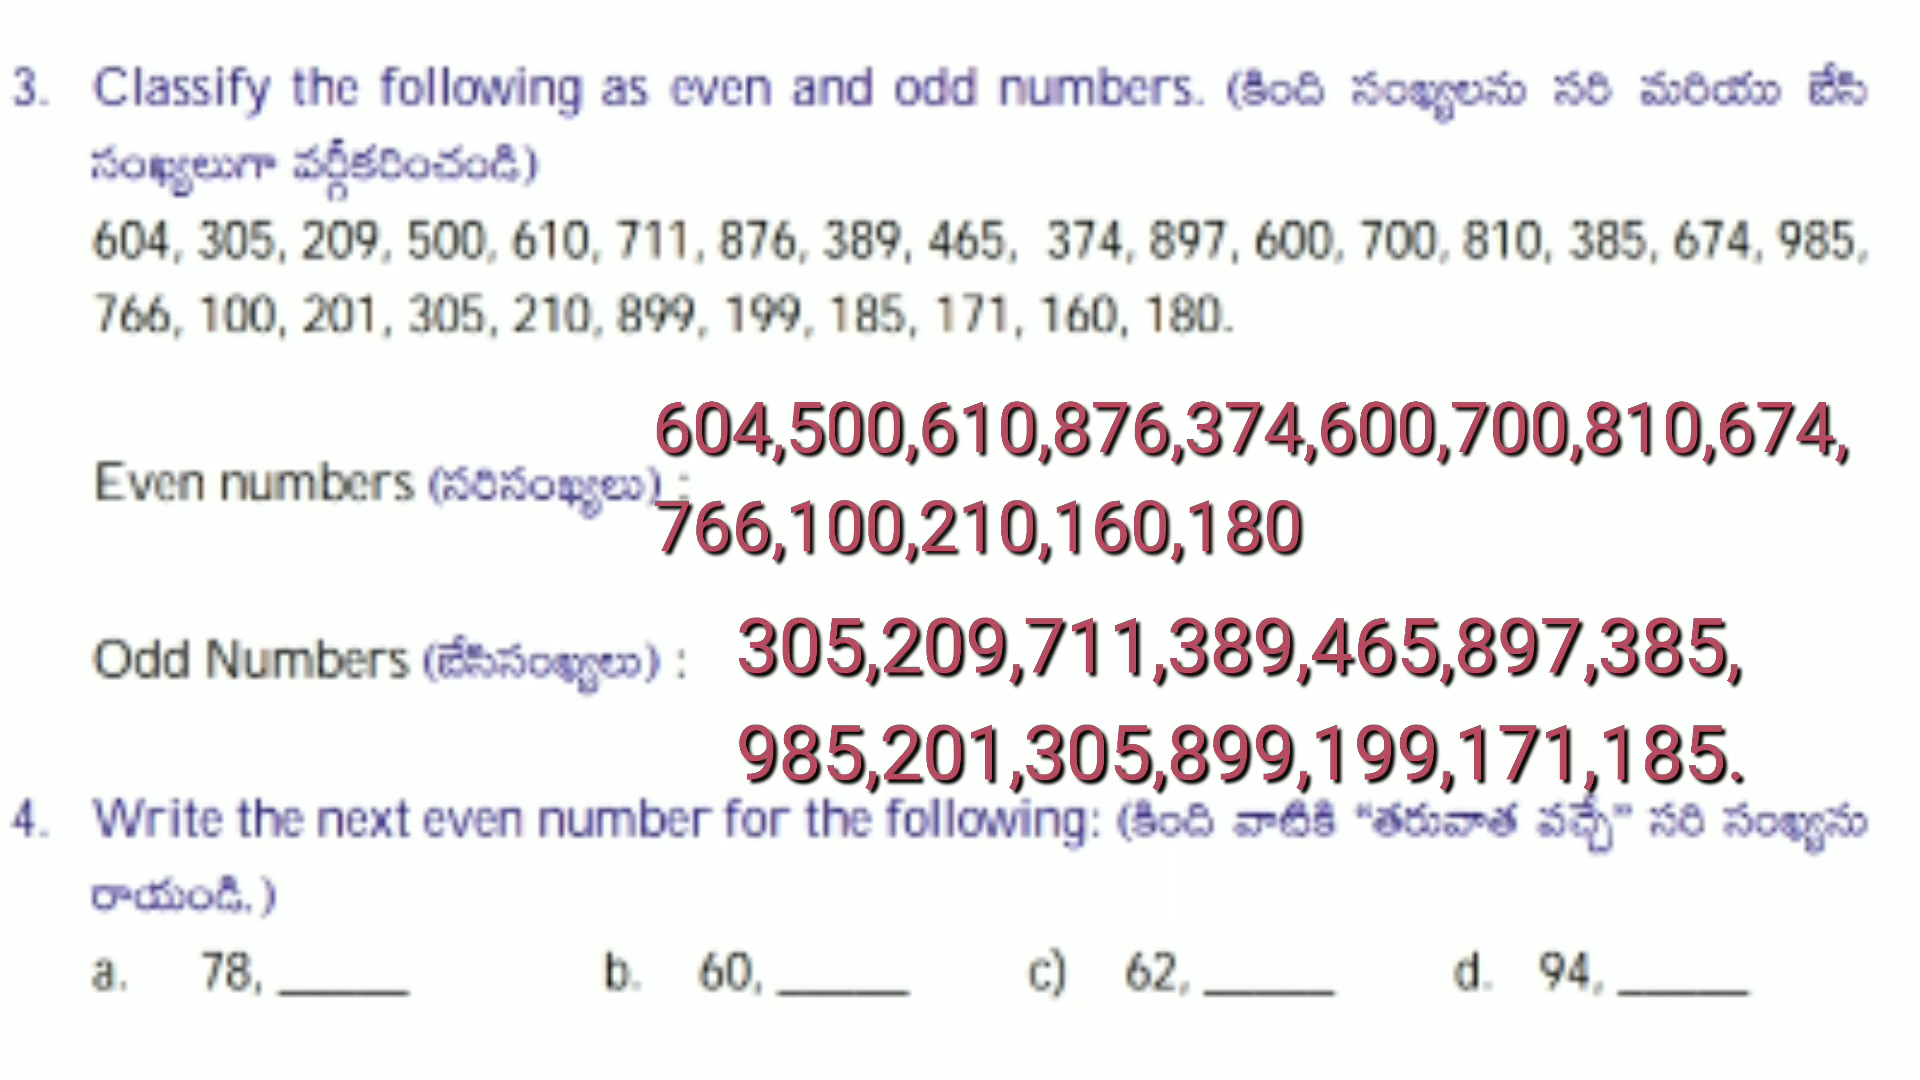 3. Classify the following as even and odd numbers. (కింది సంఖ్యలను సరి మరియు బేసి
సంఖ్యలుగా వర్గీకరించండి)
604, 305, 209, 500, 610, 711, 876, 389, 465, 374, 897, 600, 700, 810, 385, 674, 985,
766, 100, 201, 305, 210, 899, 199, 185, 171, 160, 180.
604,500,610,876,374,600,700,810,674,
Even numbers (సరిసంఖ్యలు) :
766,100,210,160,180
Odd Numbers (బేసిసంఖ్యలు) : 305,209,711,389,465,897,385,
985,201,305,899,199,171,185.
4. Write the next even number for the following: (కింది వాటికి “తరువాత వచ్చే” సరి సంఖ్యను
రాయండి.)
a. 78, _____ b. 60, _____ c) 62, _____ d. 94, _____